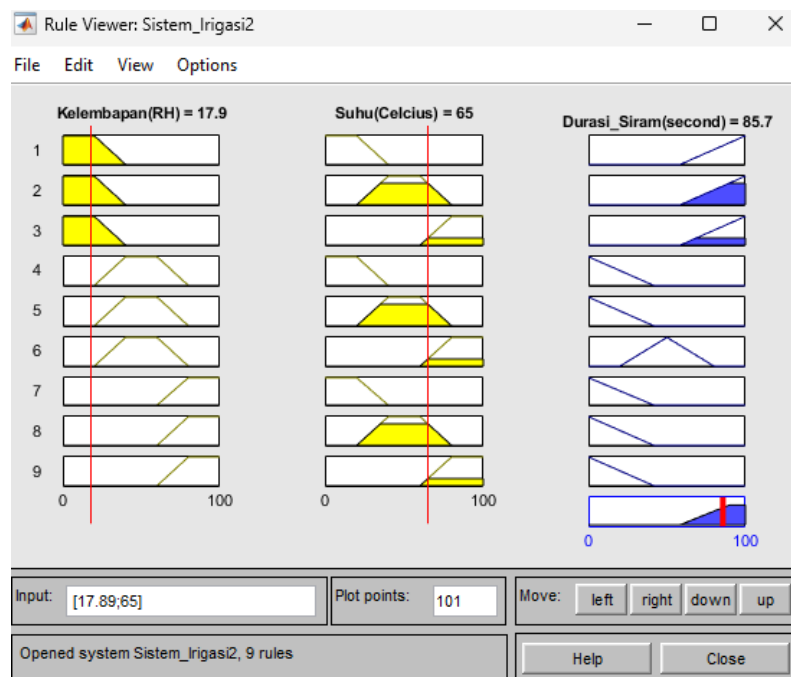 Rule Viewer: Sistem_Irigasi2
File Edit View Options
Kelembapan(RH) = 17.9
Suhu(Celcius) = 65
Durasi_Siram(second) = 85.7
1
2
3
4
5
6
7
8
9
0 100
0 100
0 100
Input: [17.89;65]
Plot points: 101
Move: left right down up
Opened system Sistem_Irigasi2, 9 rules
Help Close